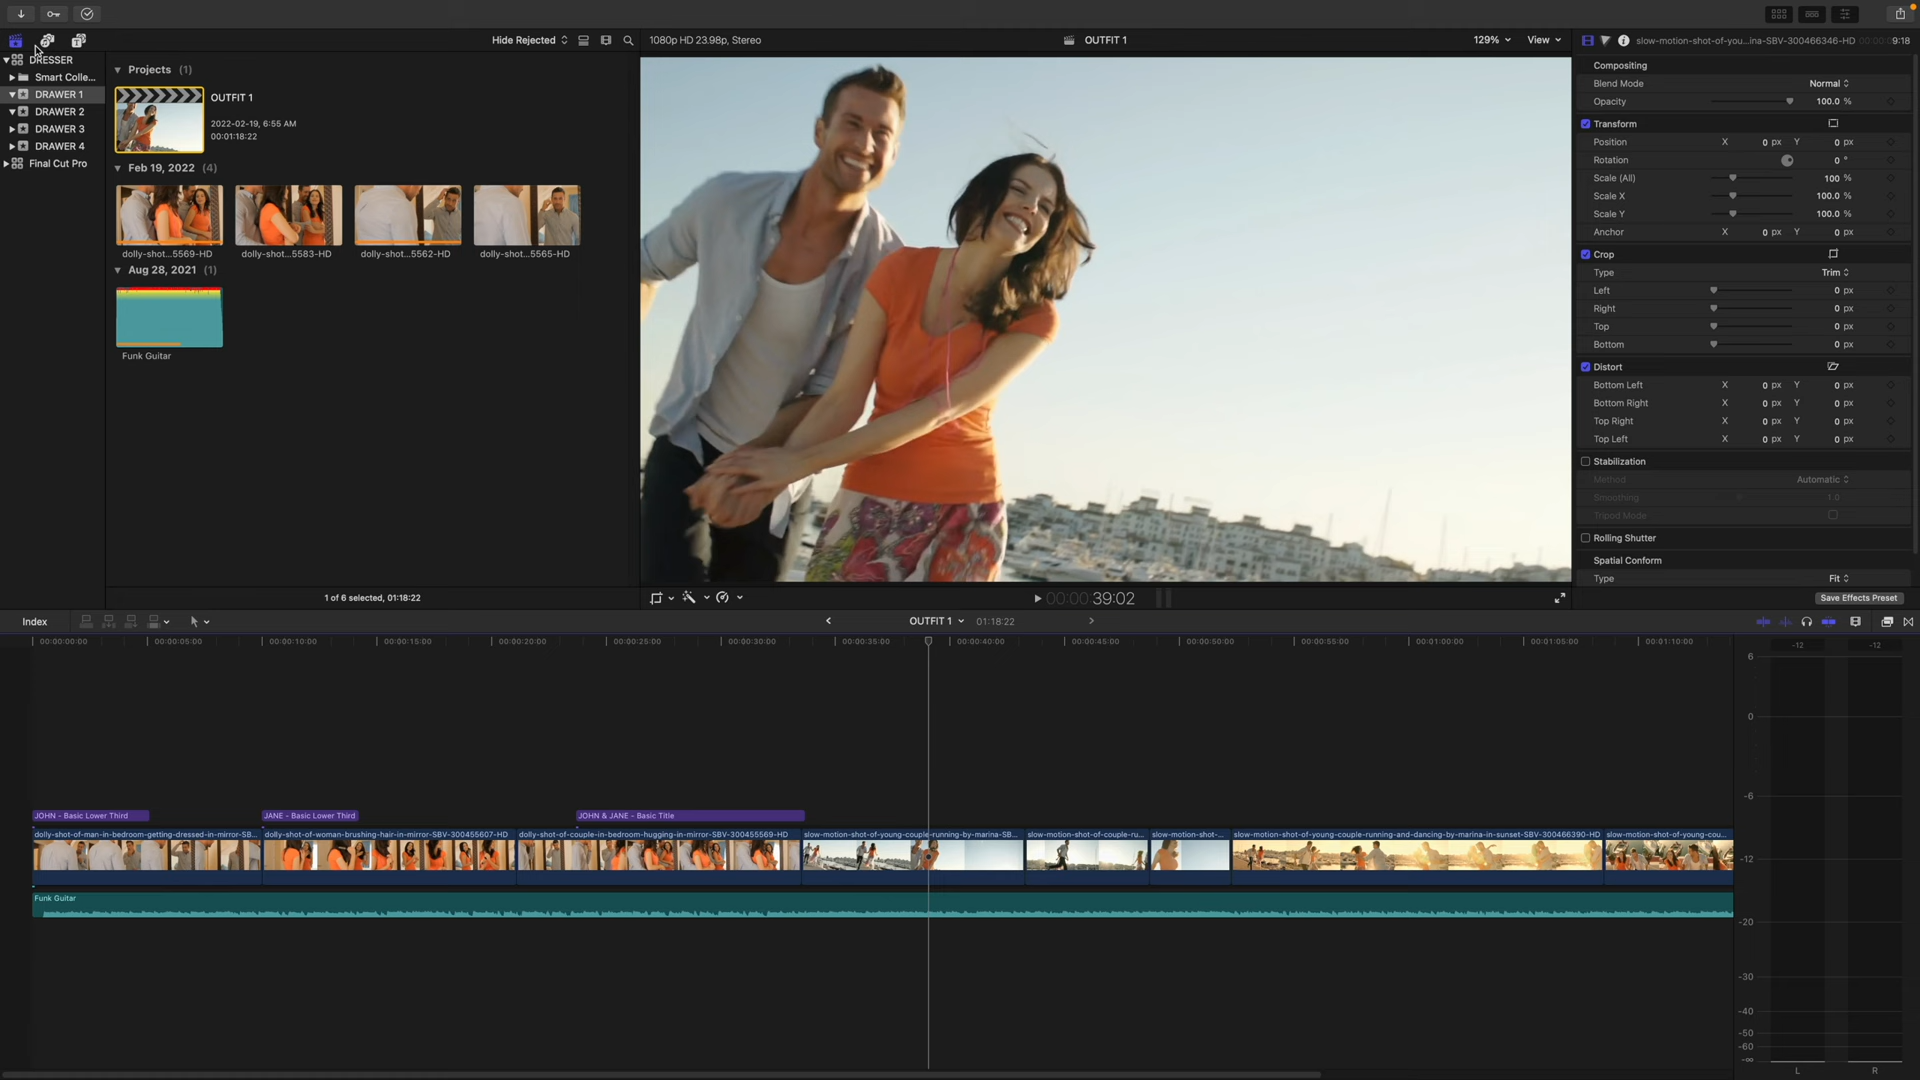 Hide Rejected
1080p HD 23.98p, Stereo
OUTFIT 1
129%
View
slow-motion-shot-of-you...ina-SBV-300466346-HD
9:18
DRESSER
Smart Colle...
DRAWER 1
DRAWER 2
DRAWER 3
DRAWER 4
Final Cut Pro
Projects (1)
OUTFIT 1
2022-02-19, 6:55 AM
00:01:18:22
Feb 19, 2022 (4)
dolly-shot...5569-HD
dolly-shot...5583-HD
dolly-shot...5562-HD
dolly-shot...5565-HD
Aug 28, 2021 (1)
Funk Guitar
1 of 6 selected, 01:18:22
Compositing
Blend Mode Normal
Opacity 100.0 %
Transform
Position X 0 px Y 0 px
Rotation 0 °
Scale (All) 100 %
Scale X 100.0 %
Scale Y 100.0 %
Anchor X 0 px Y 0 px
Crop
Type Trim
Left 0 px
Right 0 px
Top 0 px
Bottom 0 px
Distort
Bottom Left X 0 px Y 0 px
Bottom Right X 0 px Y 0 px
Top Right X 0 px Y 0 px
Top Left X 0 px Y 0 px
Stabilization
Method Automatic
Smoothing 1.0
Tripod Mode
Rolling Shutter
Spatial Conform
Type Fit
Save Effects Preset
00:00:39:02
Index
OUTFIT 1
01:18:22
00:00:00:00
00:00:05:00
00:00:10:00
00:00:15:00
00:00:20:00
00:00:25:00
00:00:30:00
00:00:35:00
00:00:40:00
00:00:45:00
00:00:50:00
00:00:55:00
00:01:00:00
00:01:05:00
00:01:10:00
JOHN - Basic Lower Third
JANE - Basic Lower Third
JOHN & JANE - Basic Title
dolly-shot-of-man-in-bedroom-getting-dressed-in-mirror-SB...
dolly-shot-of-woman-brushing-hair-in-mirror-SBV-300455607-HD
dolly-shot-of-couple-in-bedroom-hugging-in-mirror-SBV-300455569-HD
slow-motion-shot-of-young-couple-running-by-marina-SB...
slow-motion-shot-of-couple-ru...
slow-motion-shot-...
slow-motion-shot-of-young-couple-running-and-dancing-by-marina-in-sunset-SBV-300466390-HD
slow-motion-shot-of-young-cou...
Funk Guitar
-12
-12
6
0
-6
-12
-20
-30
-40
-50
-60
-∞
L
R